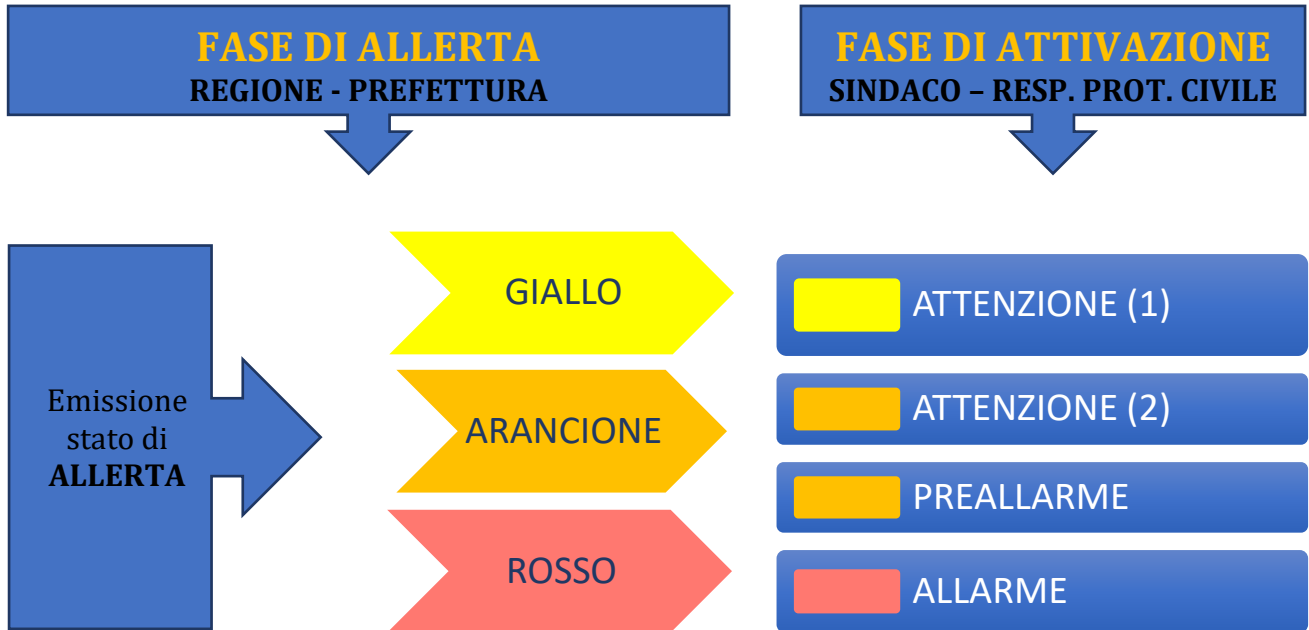 FASE DI ALLERTA
REGIONE - PREFETTURA
FASE DI ATTIVAZIONE
SINDACO – RESP. PROT. CIVILE
Emissione
stato di
ALLERTA
GIALLO
ARANCIONE
ROSSO
ATTENZIONE (1)
ATTENZIONE (2)
PREALLARME
ALLARME